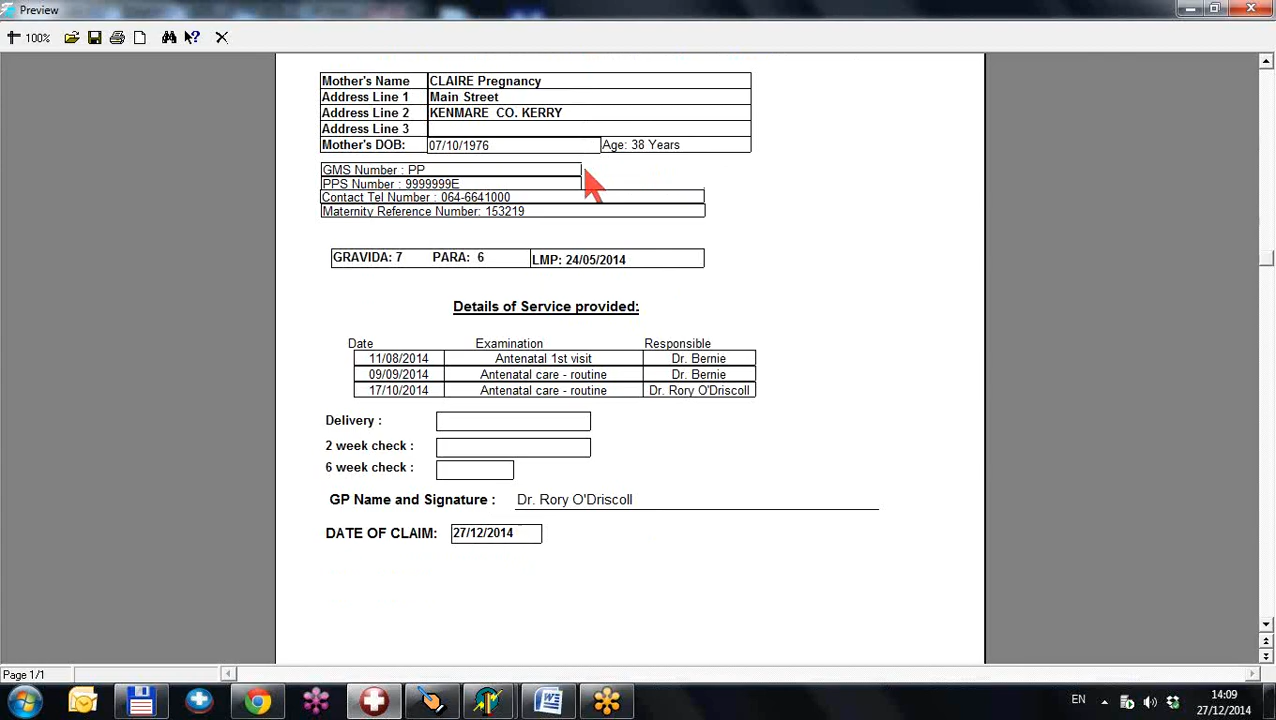 Preview
100%
Mother's Name CLAIRE Pregnancy
Address Line 1 Main Street
Address Line 2 KENMARE CO. KERRY
Address Line 3
Mother's DOB: 07/10/1976 Age: 38 Years
GMS Number : PP
PPS Number : 9999999E
Contact Tel Number : 064-6641000
Maternity Reference Number: 153219
GRAVIDA: 7 PARA: 6 LMP: 24/05/2014
Details of Service provided:
Date Examination Responsible
11/08/2014 Antenatal 1st visit Dr. Bernie
09/09/2014 Antenatal care - routine Dr. Bernie
17/10/2014 Antenatal care - routine Dr. Rory O'Driscoll
Delivery :
2 week check :
6 week check :
GP Name and Signature : Dr. Rory O'Driscoll
DATE OF CLAIM: 27/12/2014
Page 1/1
EN 14:09
27/12/2014